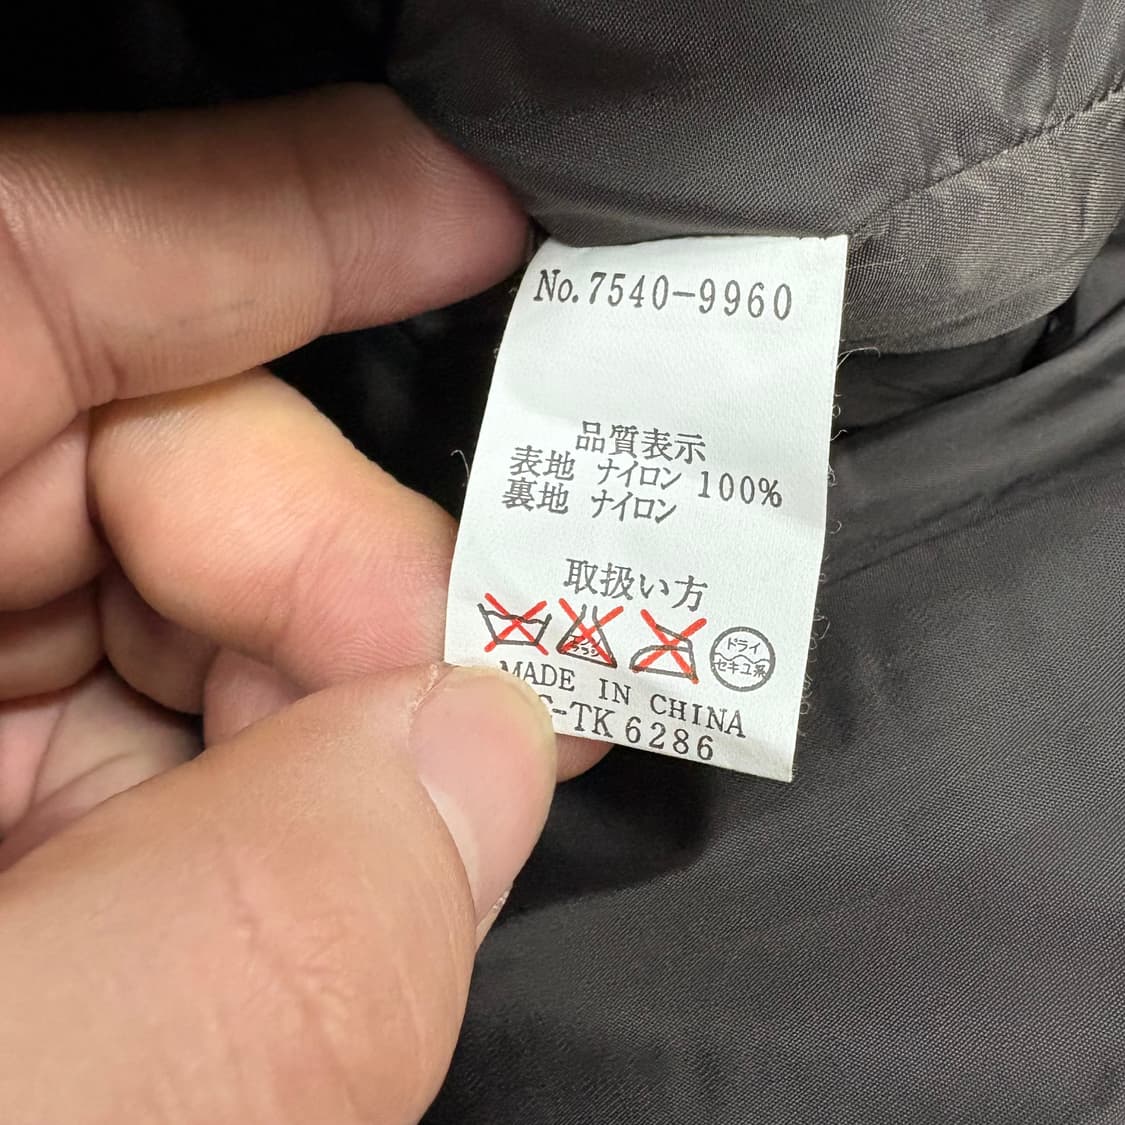 No.7540-9960
品質表示
表地 ナイロン 100%
裏地 ナイロン
取扱い方
ドライ
セキユ系
MADE IN CHINA
-TK 6286